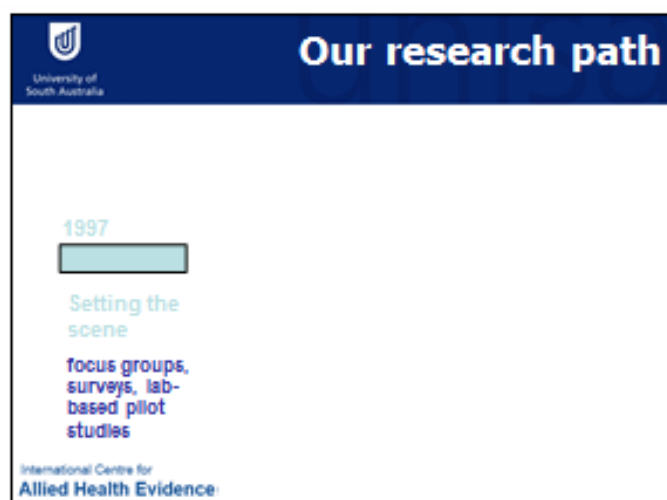 University of
South Australia
Our research path
1997
Setting the
scene
focus groups,
surveys, lab-
based pilot
studies
International Centre for
Allied Health Evidence